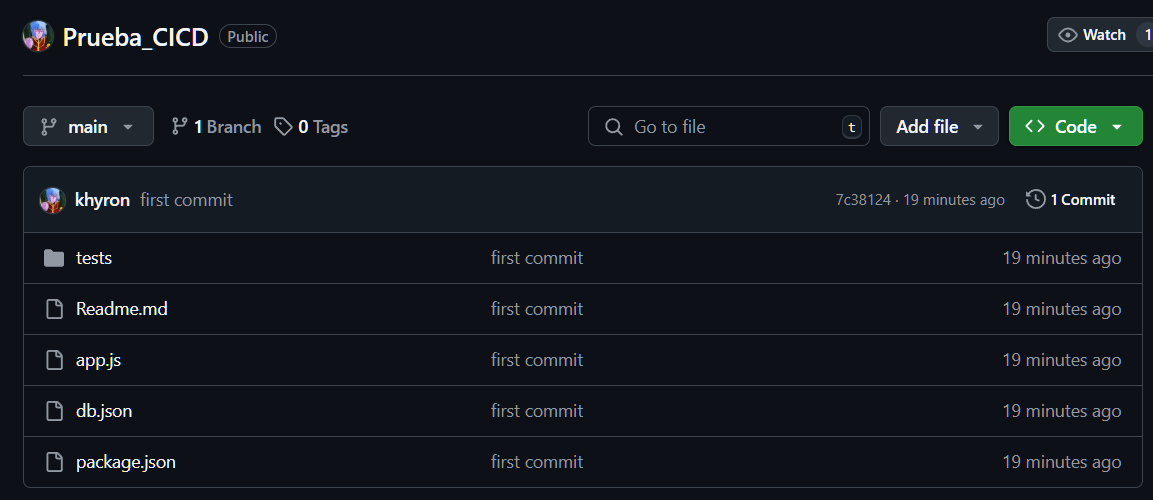 Prueba_CICD Public Watch 1
main 1 Branch 0 Tags Go to file t Add file Code
khyron first commit 7c38124 · 19 minutes ago 1 Commit
tests first commit 19 minutes ago
Readme.md first commit 19 minutes ago
app.js first commit 19 minutes ago
db.json first commit 19 minutes ago
package.json first commit 19 minutes ago